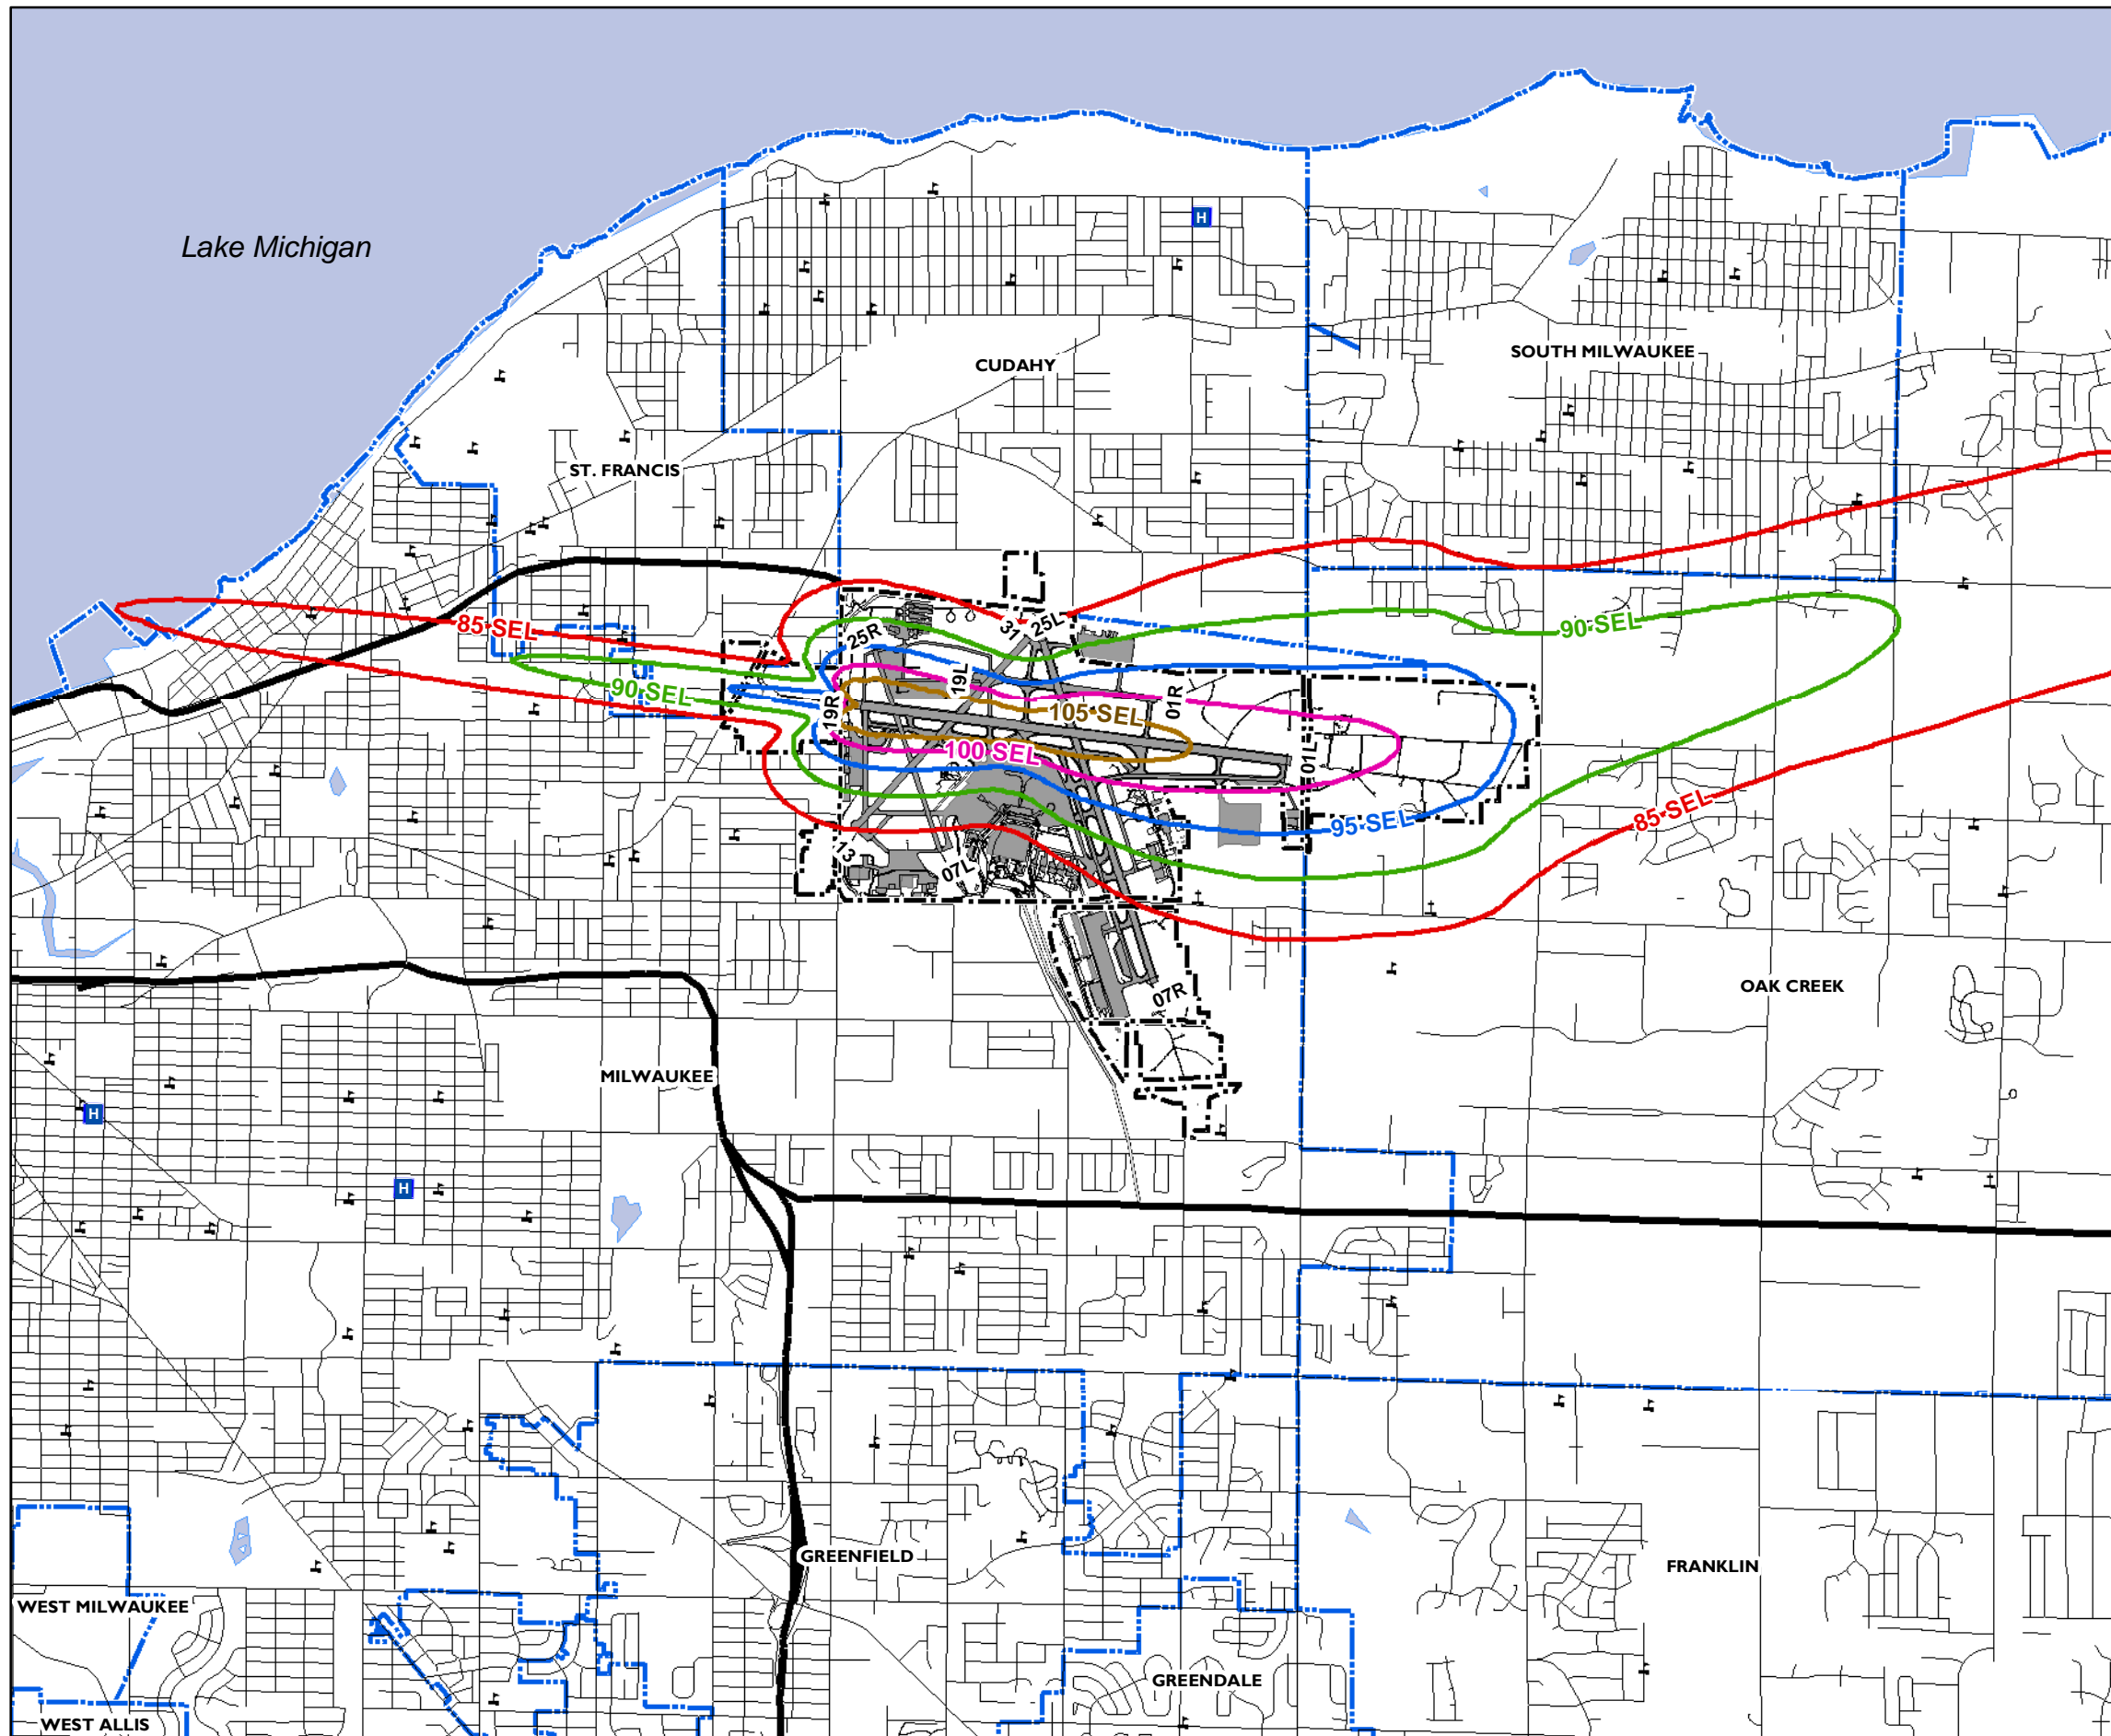 H
Lake Michigan
SOUTH MILWAUKEE
CUDAHY
ST. FRANCIS
85 SEL
90 SEL
31
25L
25R
90 SEL
19L
01R
19R
105 SEL
100 SEL
01L
95 SEL
85 SEL
13
07L
OAK CREEK
07R
MILWAUKEE
H
H
GREENFIELD
FRANKLIN
WEST MILWAUKEE
GREENDALE
WEST ALLIS